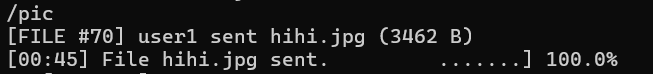 /pic
[FILE #70] user1 sent hihi.jpg (3462 B)
[00:45] File hihi.jpg sent.         .......] 100.0%